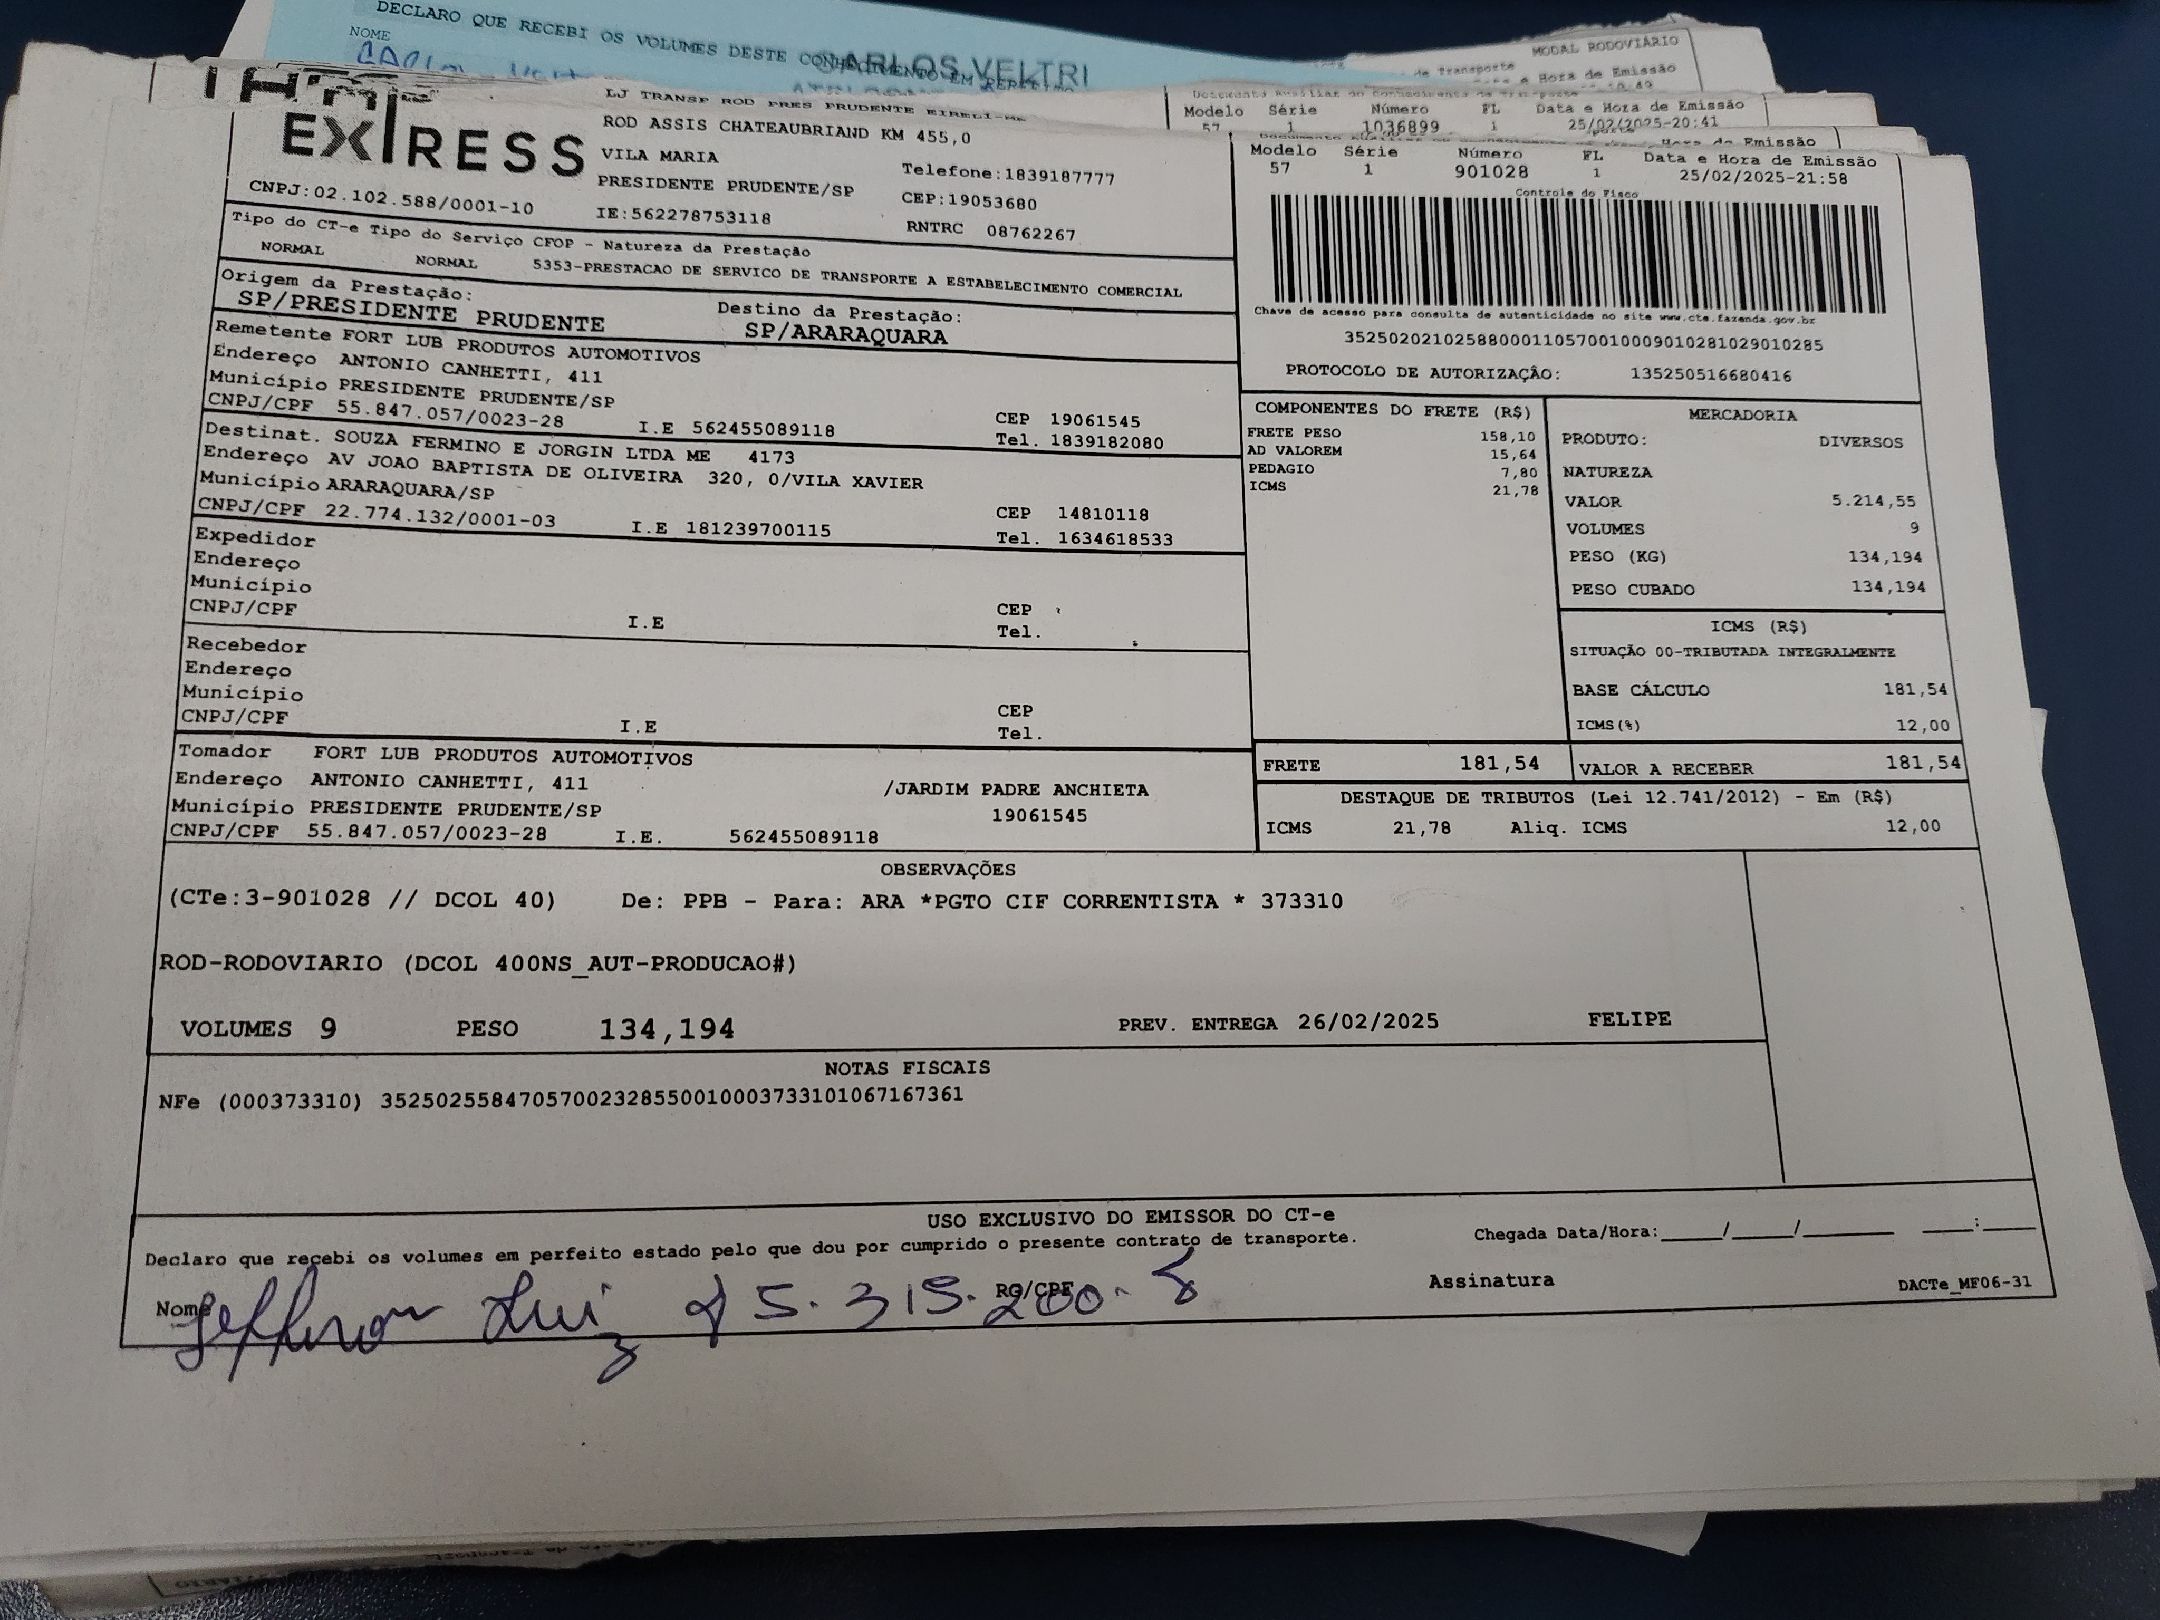 DECLARO QUE RECEBI OS VOLUMES DESTE CONHECIMENTO EM
NOME
CARLOS VELTRI
MODAL RODOVIÁRIO
de Transporte
e Hora de Emissão
Modelo Série Número FL Data e Hora de Emissão
57 1 1036899 1 25/02/2025-20:41
Hora de Emissão
EXPRESS
CNPJ:02.102.588/0001-10
LJ TRANSP ROD PRES PRUDENTE EIRELI-ME
ROD ASSIS CHATEAUBRIAND KM 455,0
VILA MARIA
Telefone:1839187777
PRESIDENTE PRUDENTE/SP
CEP:19053680
IE:562278753118
RNTRC 08762267
Modelo Série Número FL Data e Hora de Emissão
57 1 901028 1 25/02/2025-21:58
Controle do Fisco
Chave de acesso para consulta de autenticidade no site www.cte.fazenda.gov.br
35250202102588000110570010009010281029010285
PROTOCOLO DE AUTORIZAÇÂO: 135250516680416
Tipo do CT-e Tipo do Serviço CFOP - Natureza da Prestação
NORMAL NORMAL 5353-PRESTACAO DE SERVICO DE TRANSPORTE A ESTABELECIMENTO COMERCIAL
Origem da Prestação: Destino da Prestação:
SP/PRESIDENTE PRUDENTE SP/ARARAQUARA
Remetente FORT LUB PRODUTOS AUTOMOTIVOS
Endereço ANTONIO CANHETTI, 411
Município PRESIDENTE PRUDENTE/SP CEP 19061545
CNPJ/CPF 55.847.057/0023-28 I.E 562455089118 Tel. 1839182080
Destinat. SOUZA FERMINO E JORGIN LTDA ME 4173
Endereço AV JOAO BAPTISTA DE OLIVEIRA 320, 0/VILA XAVIER
Município ARARAQUARA/SP CEP 14810118
CNPJ/CPF 22.774.132/0001-03 I.E 181239700115 Tel. 1634618533
Expedidor
Endereço
Município CEP
CNPJ/CPF I.E Tel.
Recebedor
Endereço
Município CEP
CNPJ/CPF I.E Tel.
Tomador FORT LUB PRODUTOS AUTOMOTIVOS
Endereço ANTONIO CANHETTI, 411 /JARDIM PADRE ANCHIETA
Município PRESIDENTE PRUDENTE/SP 19061545
CNPJ/CPF 55.847.057/0023-28 I.E. 562455089118
COMPONENTES DO FRETE (R$)
FRETE PESO 158,10
AD VALOREM 15,64
PEDAGIO 7,80
ICMS 21,78
MERCADORIA
PRODUTO: DIVERSOS
NATUREZA
VALOR 5.214,55
VOLUMES 9
PESO (KG) 134,194
PESO CUBADO 134,194
ICMS (R$)
SITUAÇÃO 00-TRIBUTADA INTEGRALMENTE
BASE CÁLCULO 181,54
ICMS(%) 12,00
FRETE 181,54 VALOR A RECEBER 181,54
DESTAQUE DE TRIBUTOS (Lei 12.741/2012) - Em (R$)
ICMS 21,78 Aliq. ICMS 12,00
OBSERVAÇÕES
(CTe:3-901028 // DCOL 40) De: PPB - Para: ARA *PGTO CIF CORRENTISTA * 373310
ROD-RODOVIARIO (DCOL 400NS_AUT-PRODUCAO#)
VOLUMES 9 PESO 134,194 PREV. ENTREGA 26/02/2025 FELIPE
NOTAS FISCAIS
NFe (000373310) 35250255847057002328550010003733101067167361
USO EXCLUSIVO DO EMISSOR DO CT-e
Declaro que recebi os volumes em perfeito estado pelo que dou por cumprido o presente contrato de transporte. Chegada Data/Hora:____/____/______ ____:____
Nome Jefferson Luiz RG/CPF Assinatura DACTe_MF06-31